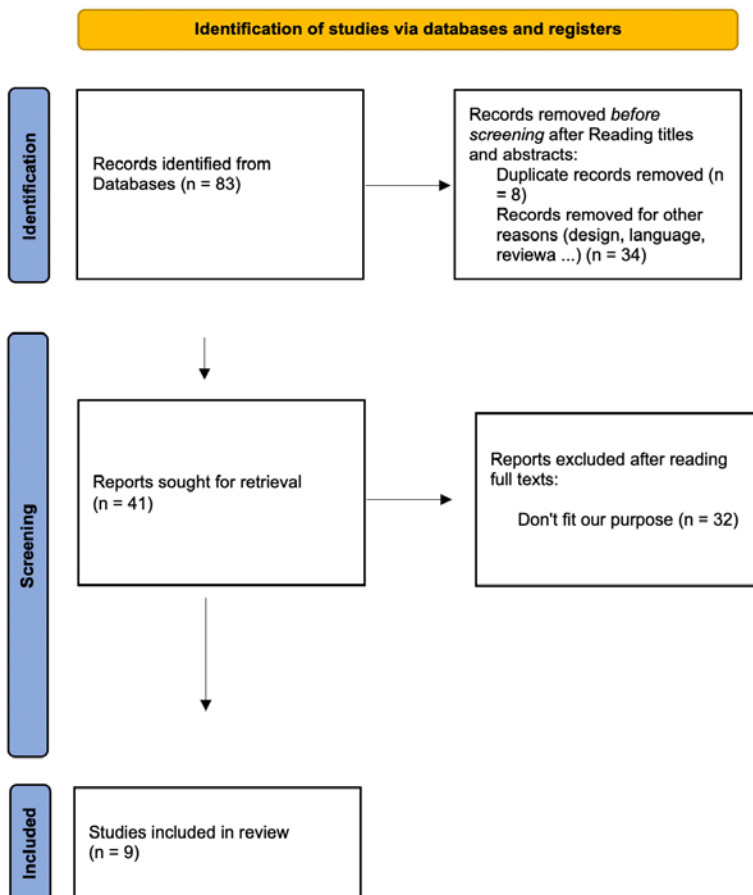 Identification of studies via databases and registers
Identification
Records identified from
Databases (n = 83)
Records removed before
screening after Reading titles
and abstracts:
Duplicate records removed (n
= 8)
Records removed for other
reasons (design, language,
reviewa ...) (n = 34)
Screening
Reports sought for retrieval
(n = 41)
Reports excluded after reading
full texts:
Don't fit our purpose (n = 32)
Included
Studies included in review
(n = 9)